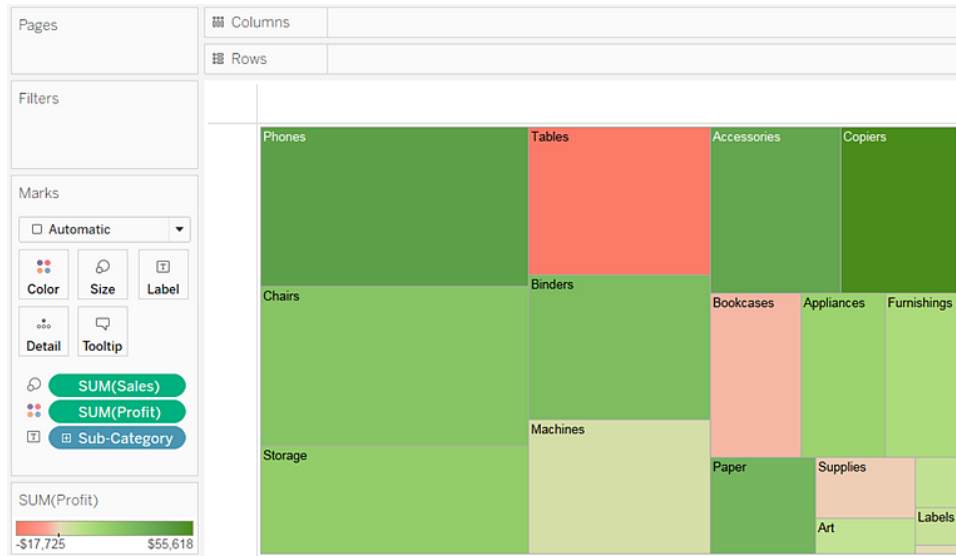 Pages
Columns
Rows
Filters
Marks
Automatic
Color
Size
Label
Detail
Tooltip
SUM(Sales)
SUM(Profit)
Sub-Category
SUM(Profit)
-$17,725
$55,618
Phones
Tables
Accessories
Copiers
Chairs
Binders
Bookcases
Appliances
Furnishings
Storage
Machines
Paper
Supplies
Art
Labels